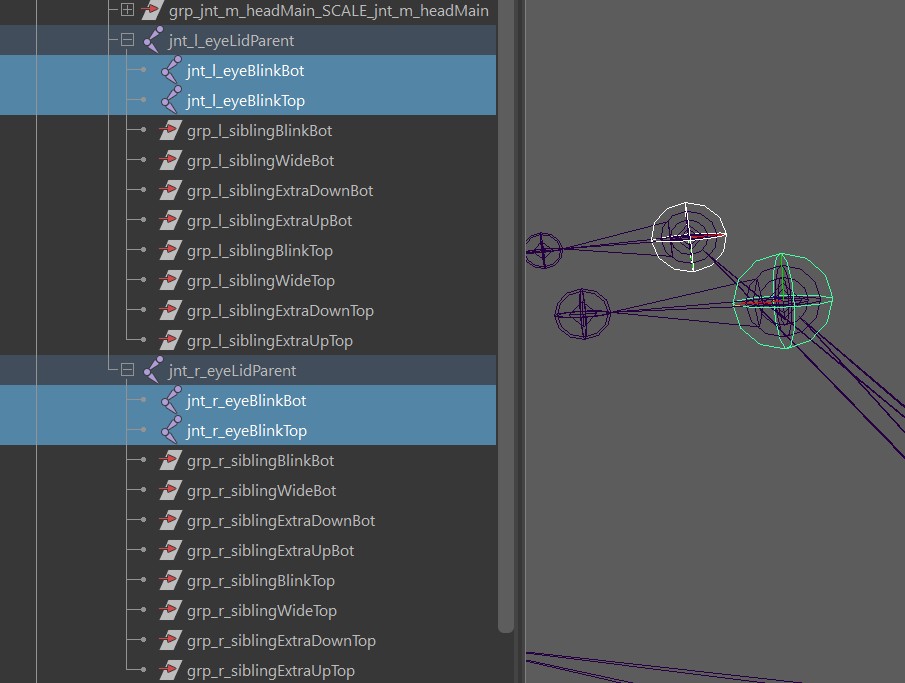 grp_jnt_m_headMain_SCALE_jnt_m_headMain
jnt_l_eyeLidParent
jnt_l_eyeBlinkBot
jnt_l_eyeBlinkTop
grp_l_siblingBlinkBot
grp_l_siblingWideBot
grp_l_siblingExtraDownBot
grp_l_siblingExtraUpBot
grp_l_siblingBlinkTop
grp_l_siblingWideTop
grp_l_siblingExtraDownTop
grp_l_siblingExtraUpTop
jnt_r_eyeLidParent
jnt_r_eyeBlinkBot
jnt_r_eyeBlinkTop
grp_r_siblingBlinkBot
grp_r_siblingWideBot
grp_r_siblingExtraDownBot
grp_r_siblingExtraUpBot
grp_r_siblingBlinkTop
grp_r_siblingWideTop
grp_r_siblingExtraDownTop
grp_r_siblingExtraUpTop